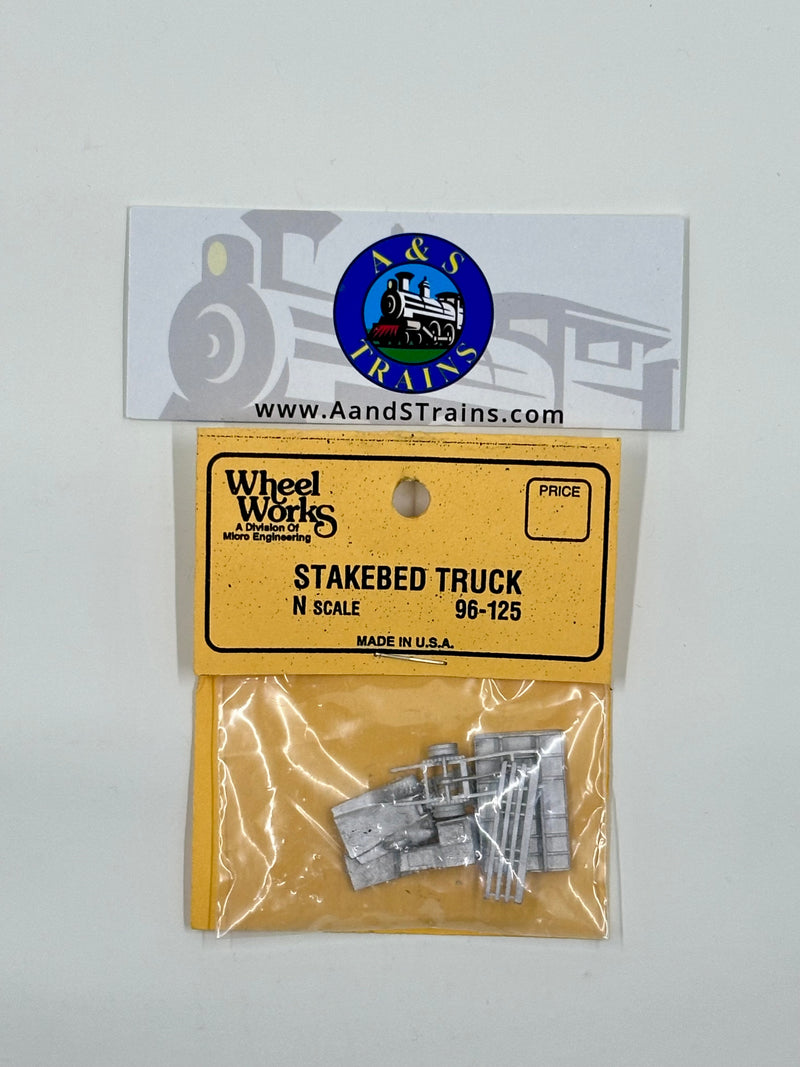 A & S
TRAINS
www.AandSTrains.com
Wheel
Works
A Division Of
Micro Engineering
PRICE
STAKEBED TRUCK
N SCALE 96-125
MADE IN U.S.A.